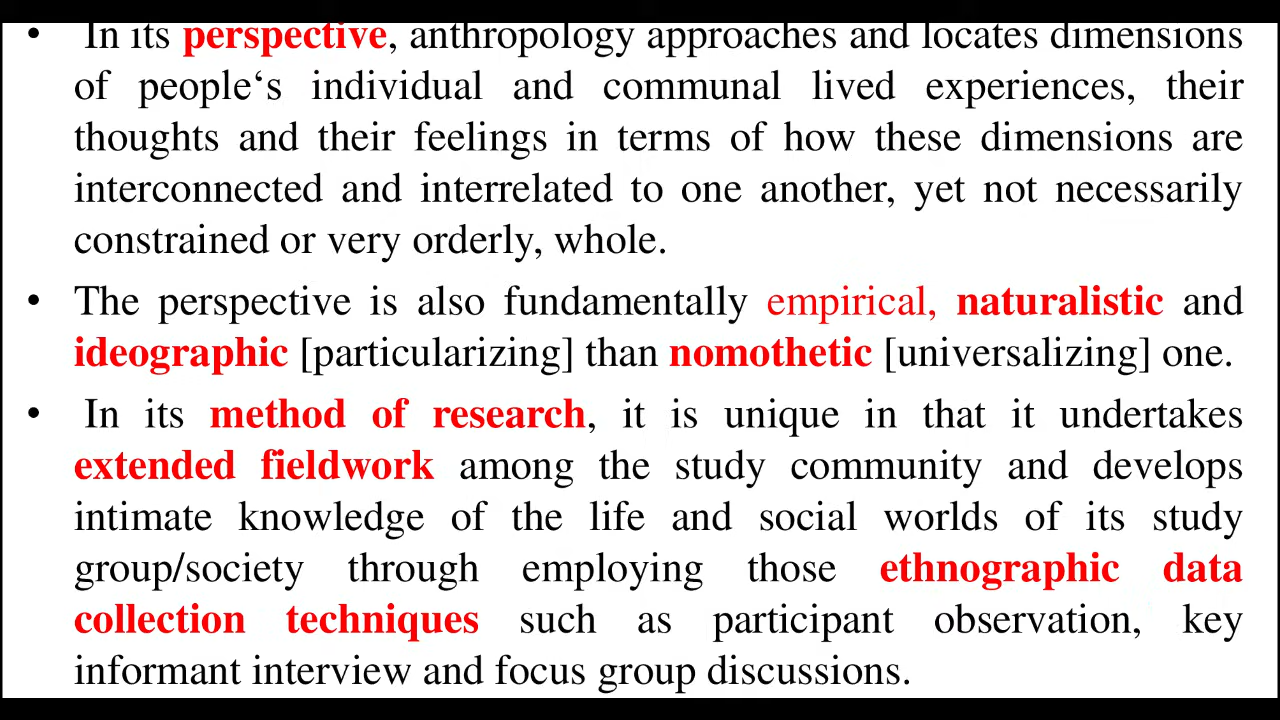 • In its perspective, anthropology approaches and locates dimensions
of people‘s individual and communal lived experiences, their
thoughts and their feelings in terms of how these dimensions are
interconnected and interrelated to one another, yet not necessarily
constrained or very orderly, whole.
• The perspective is also fundamentally empirical, naturalistic and
ideographic [particularizing] than nomothetic [universalizing] one.
• In its method of research, it is unique in that it undertakes
extended fieldwork among the study community and develops
intimate knowledge of the life and social worlds of its study
group/society through employing those ethnographic data
collection techniques such as participant observation, key
informant interview and focus group discussions.